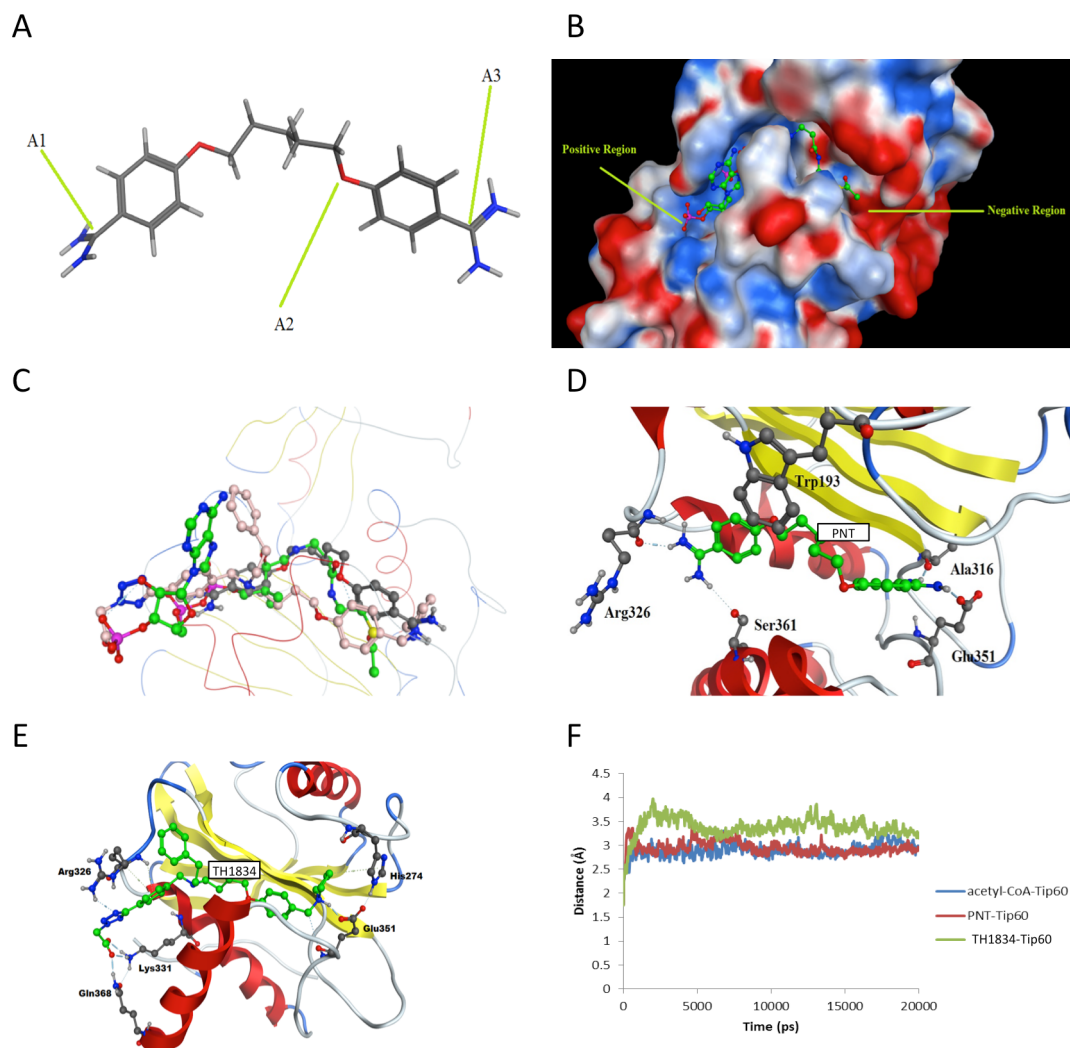 A
A1
A2
A3
B
Positive Region
Negative Region
C
D
Trp193
PNT
Ala316
Arg326
Ser361
Glu351
E
TH1834
Arg326
His274
Glu351
Lys331
Gln368
F
4.5
4
3.5
3
2.5
2
1.5
1
0.5
0
Distance (Å)
0 5000 10000 15000 20000
Time (ps)
acetyl-CoA-Tip60
PNT-Tip60
TH1834-Tip60